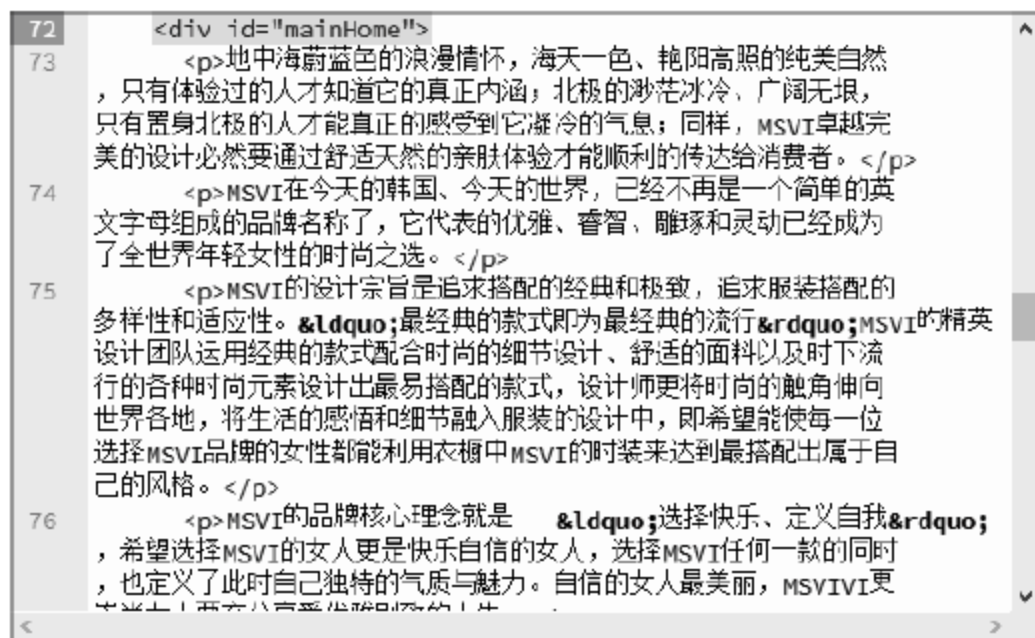 72 <div id="mainHome">
73 <p>地中海蔚蓝色的浪漫情怀，海天一色、艳阳高照的纯美自然
，只有体验过的人才知道它的真正内涵；北极的渺茫冰冷、广阔无垠，
只有置身北极的人才能真正的感受到它凝冷的气息；同样，MSVI卓越完
美的设计必然要通过舒适天然的亲肤体验才能顺利的传达给消费者。</p>
74 <p>MSVI在今天的韩国、今天的世界，已经不再是一个简单的英
文字母组成的品牌名称了，它代表的优雅、睿智、雕琢和灵动已经成为
了全世界年轻女性的时尚之选。</p>
75 <p>MSVI的设计宗旨是追求搭配的经典和极致，追求服装搭配的
多样性和适应性。&ldquo;最经典的款式即为最经典的流行&rdquo;MSVI的精英
设计团队运用经典的款式配合时尚的细节设计、舒适的面料以及时下流
行的各种时尚元素设计出最易搭配的款式，设计师更将时尚的触角伸向
世界各地，将生活的感悟和细节融入服装的设计中，即希望能使每一位
选择MSVI品牌的女性都能利用衣橱中MSVI的时装来达到最搭配出属于自
己的风格。</p>
76 <p>MSVI的品牌核心理念就是 &ldquo;选择快乐、定义自我&rdquo;
，希望选择MSVI的女人更是快乐自信的女人，选择MSVI任何一款的同时
，也定义了此时自己独特的气质与魅力。自信的女人最美丽，MSVIVI更